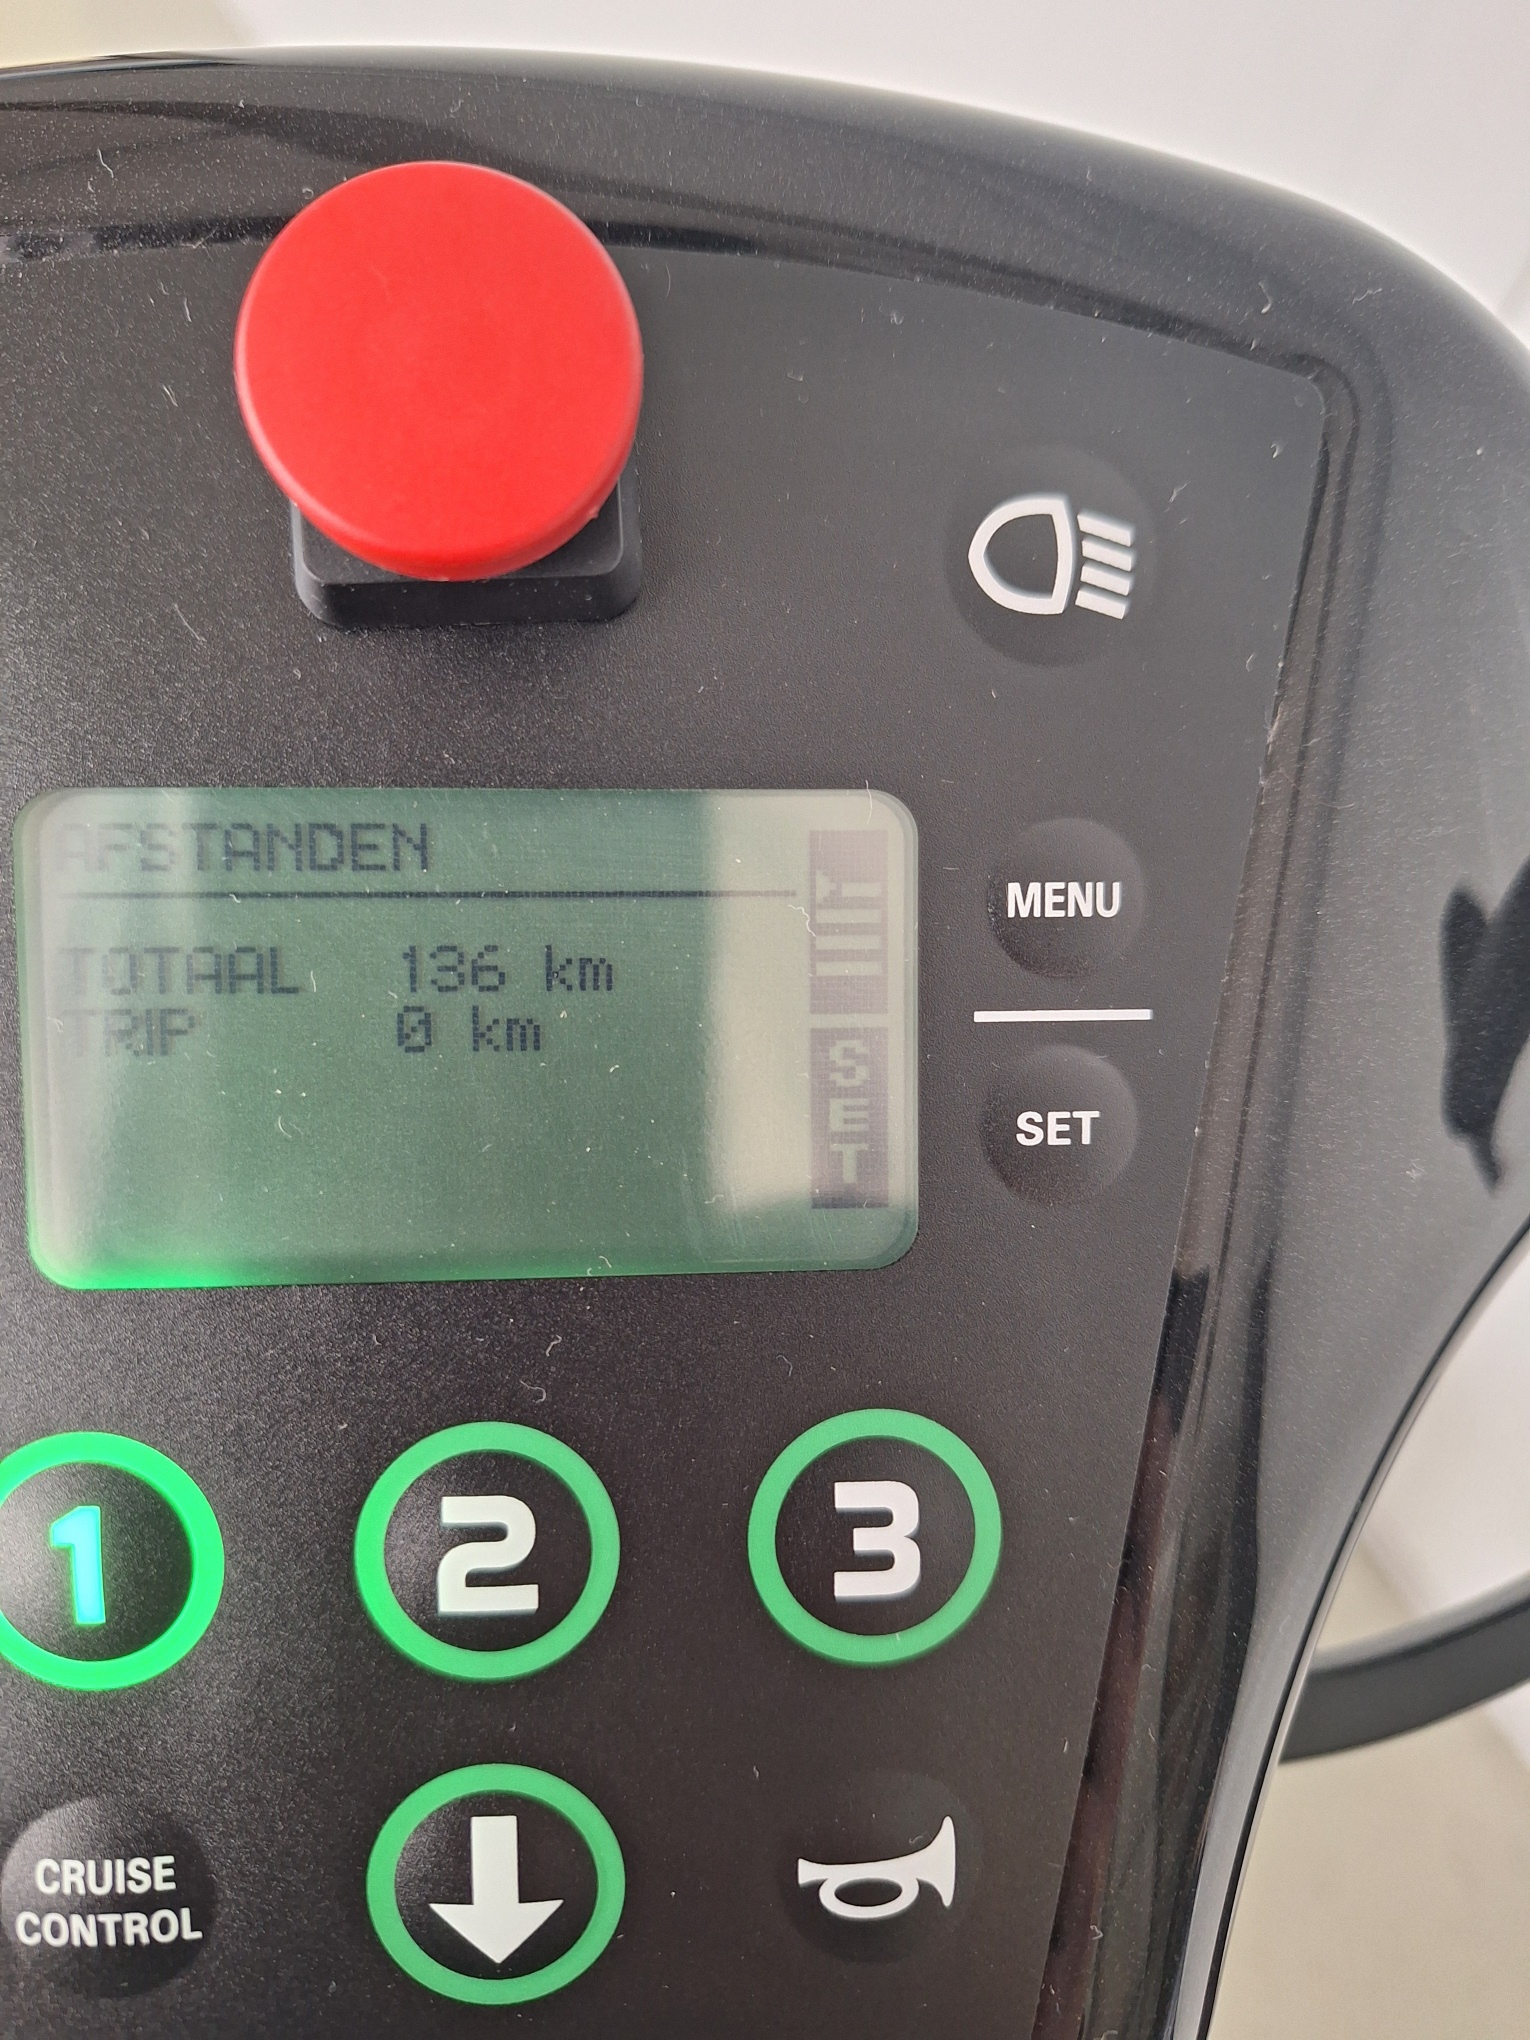 AFSTANDEN
TOTAAL 136 km
TRIP 0 km
SET
MENU
SET
1 2 3
CRUISE
CONTROL